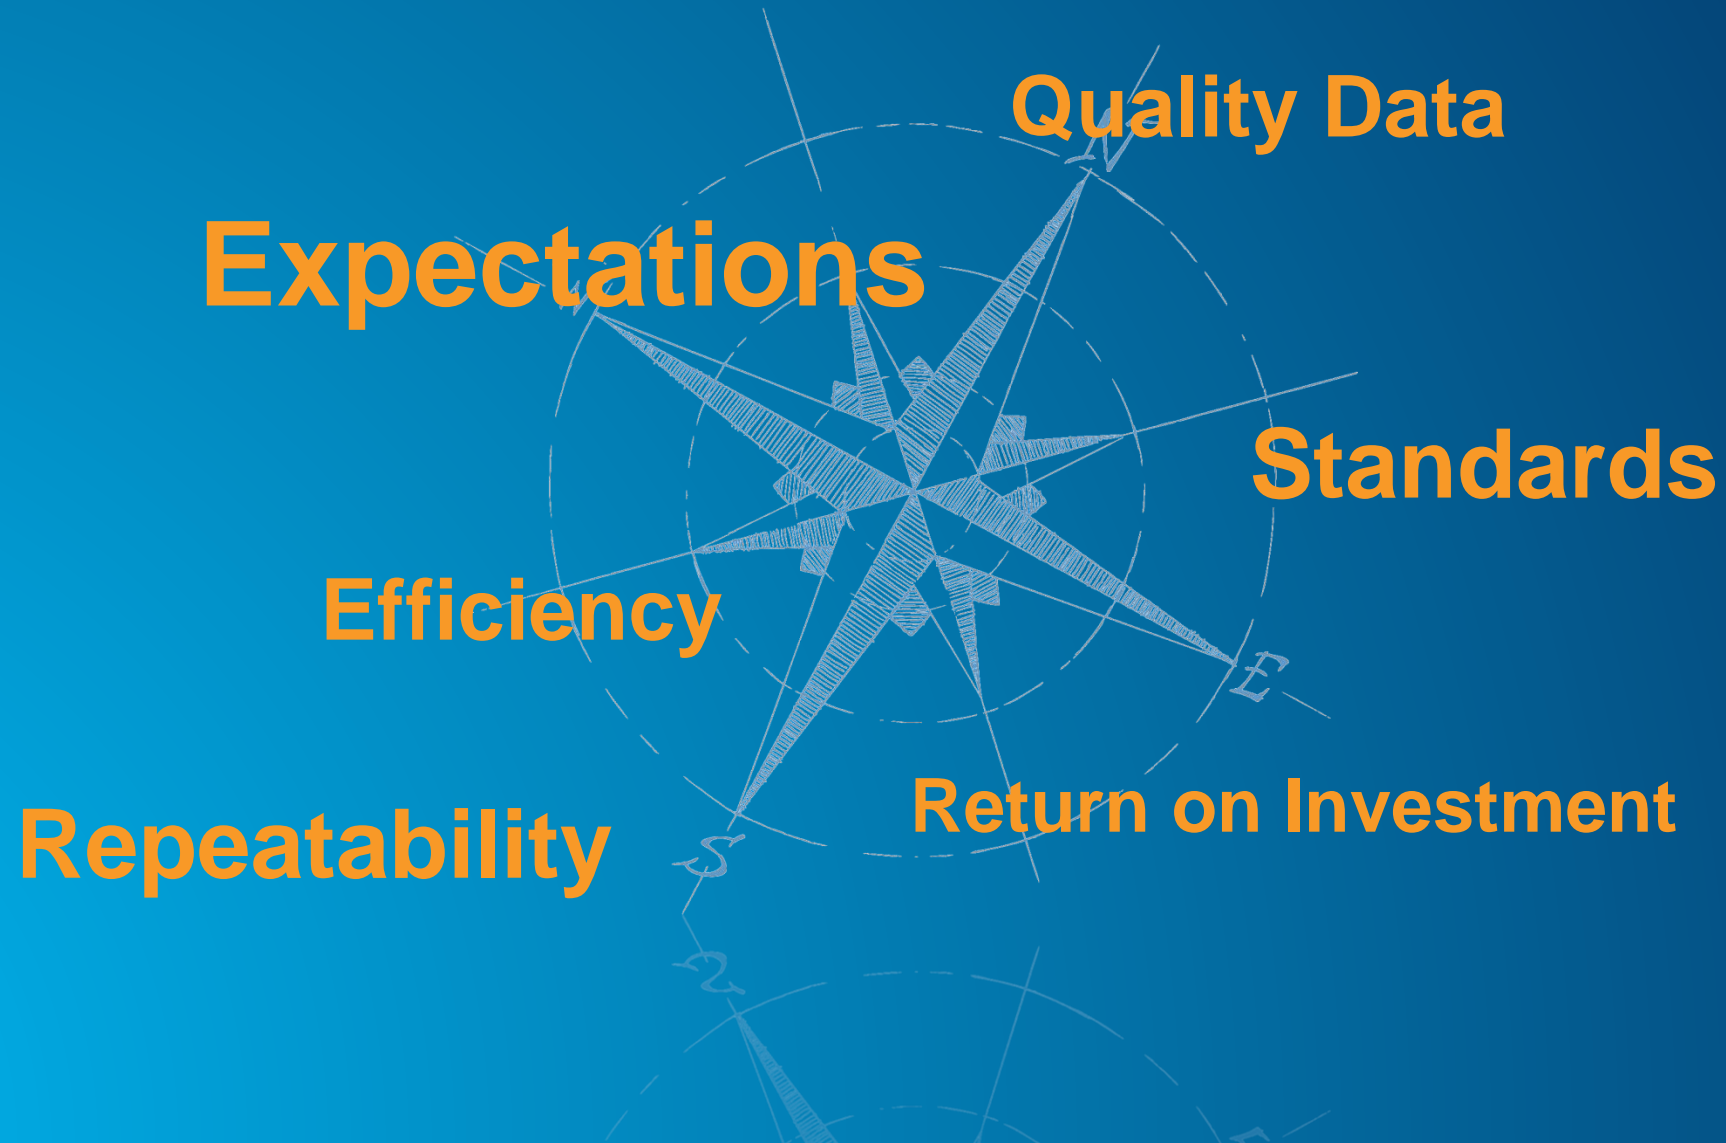 Quality Data
N
Expectations
W
Standards
Efficiency
E
Return on Investment
Repeatability
S